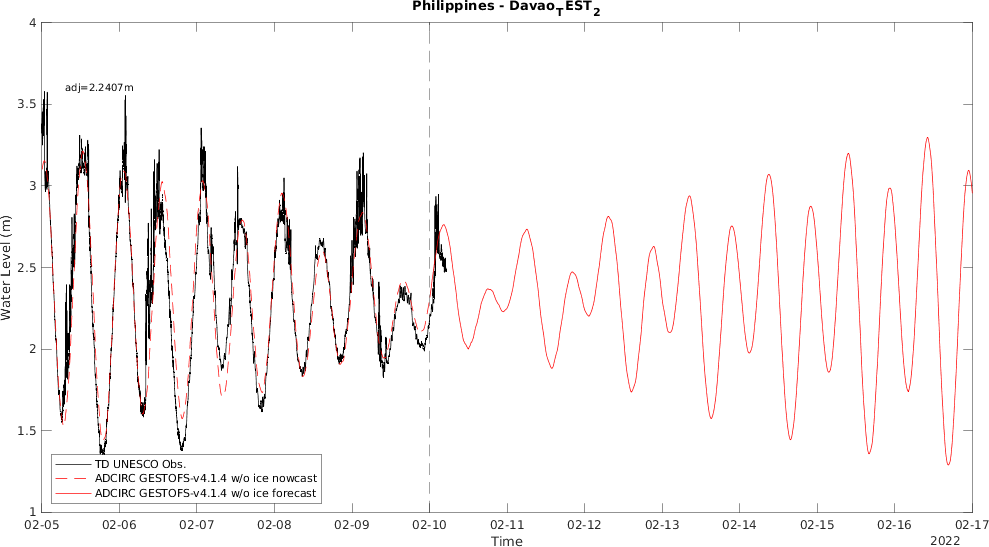 Philippines - Davao_TEST_2
adj=2.2407m
Water Level (m)
4
3.5
3
2.5
2
1.5
1
TD UNESCO Obs.
ADCIRC GESTOFS-v4.1.4 w/o ice nowcast
ADCIRC GESTOFS-v4.1.4 w/o ice forecast
02-05 02-06 02-07 02-08 02-09 02-10 02-11 02-12 02-13 02-14 02-15 02-16 02-17
Time
2022